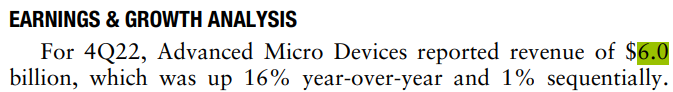 EARNINGS & GROWTH ANALYSIS
For 4Q22, Advanced Micro Devices reported revenue of $6.0
billion, which was up 16% year-over-year and 1% sequentially.